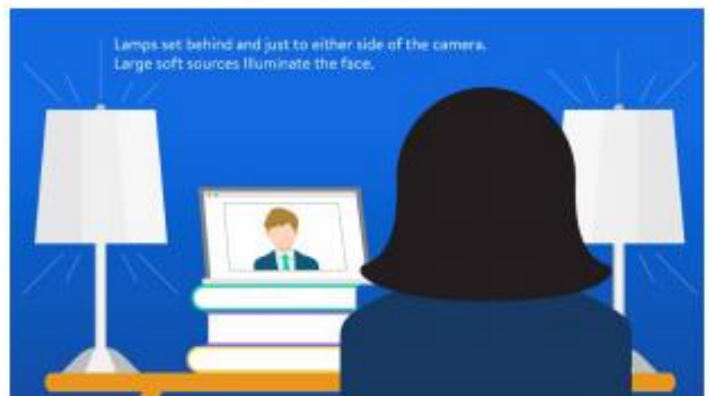 Lamps set behind and just to either side of the camera.
Large soft sources Illuminate the face.